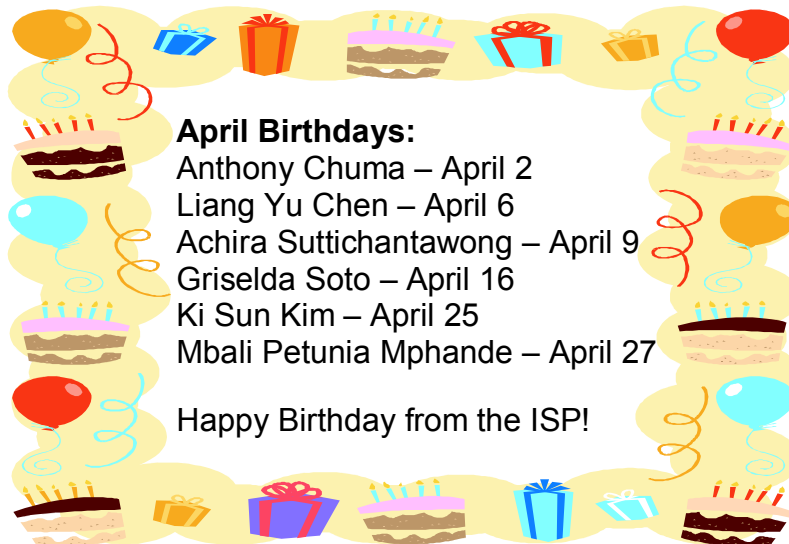 April Birthdays:
Anthony Chuma – April 2
Liang Yu Chen – April 6
Achira Suttichantawong – April 9
Griselda Soto – April 16
Ki Sun Kim – April 25
Mbali Petunia Mphande – April 27
Happy Birthday from the ISP!